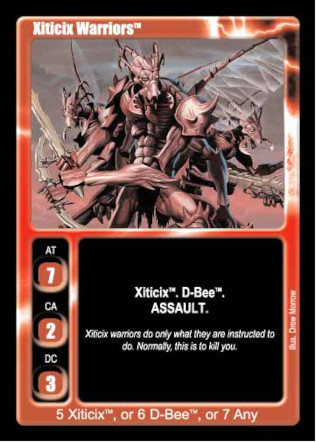 Xiticix Warriors™
AT
7
CA
2
DC
3
Xiticix™. D-Bee™.
ASSAULT.
Xiticix warriors do only what they are instructed to
do. Normally, this is to kill you.
Illus. Drew Morrow
5 Xiticix™, or 6 D-Bee™, or 7 Any